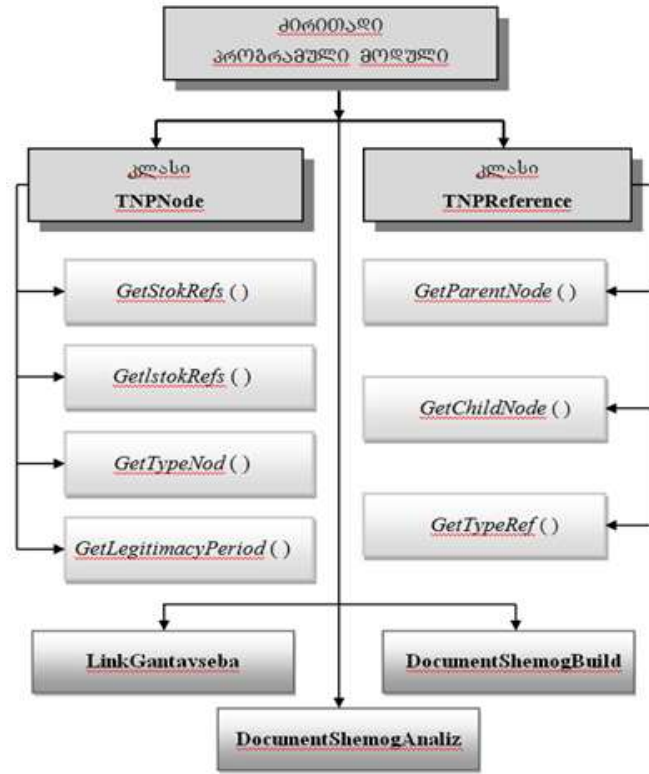 ძირითადი
პროგრამული მოდული
კლასი
TNPNode
კლასი
TNPReference
GetStokRefs ( )
GetIstokRefs ( )
GetTypeNod ( )
GetLegitimacyPeriod ( )
GetParentNode ( )
GetChildNode ( )
GetTypeRef ( )
LinkGantavseba
DocumentShemogBuild
DocumentShemogAnaliz